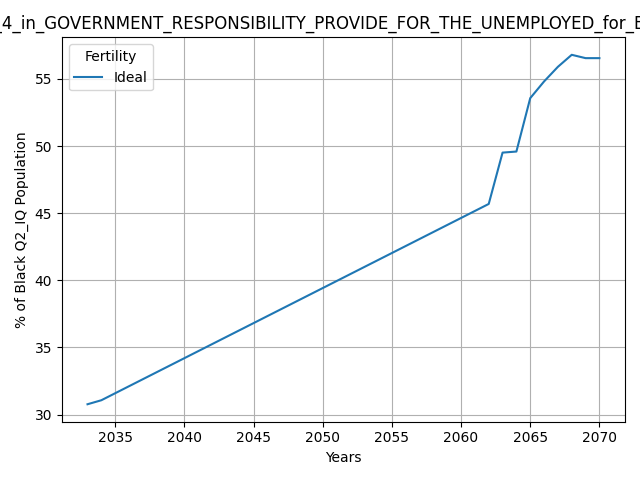 _4_in_GOVERNMENT_RESPONSIBILITY_PROVIDE_FOR_THE_UNEMPLOYED_for_
Fertility
Ideal
% of Black Q2_IQ Population
55
50
45
40
35
30
2035 2040 2045 2050 2055 2060 2065 2070
Years